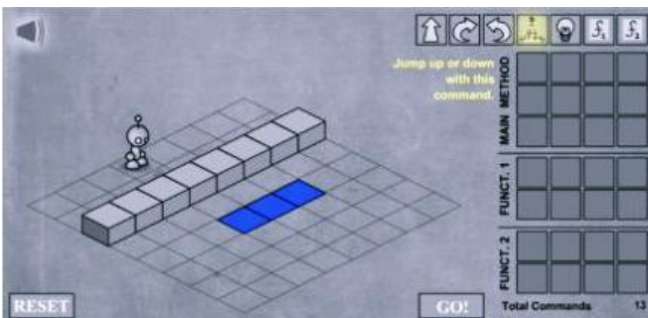 Jump up or down
with this
command.
MAIN METHOD
FUNCT. 1
FUNCT. 2
RESET
GO!
Total Commands 13